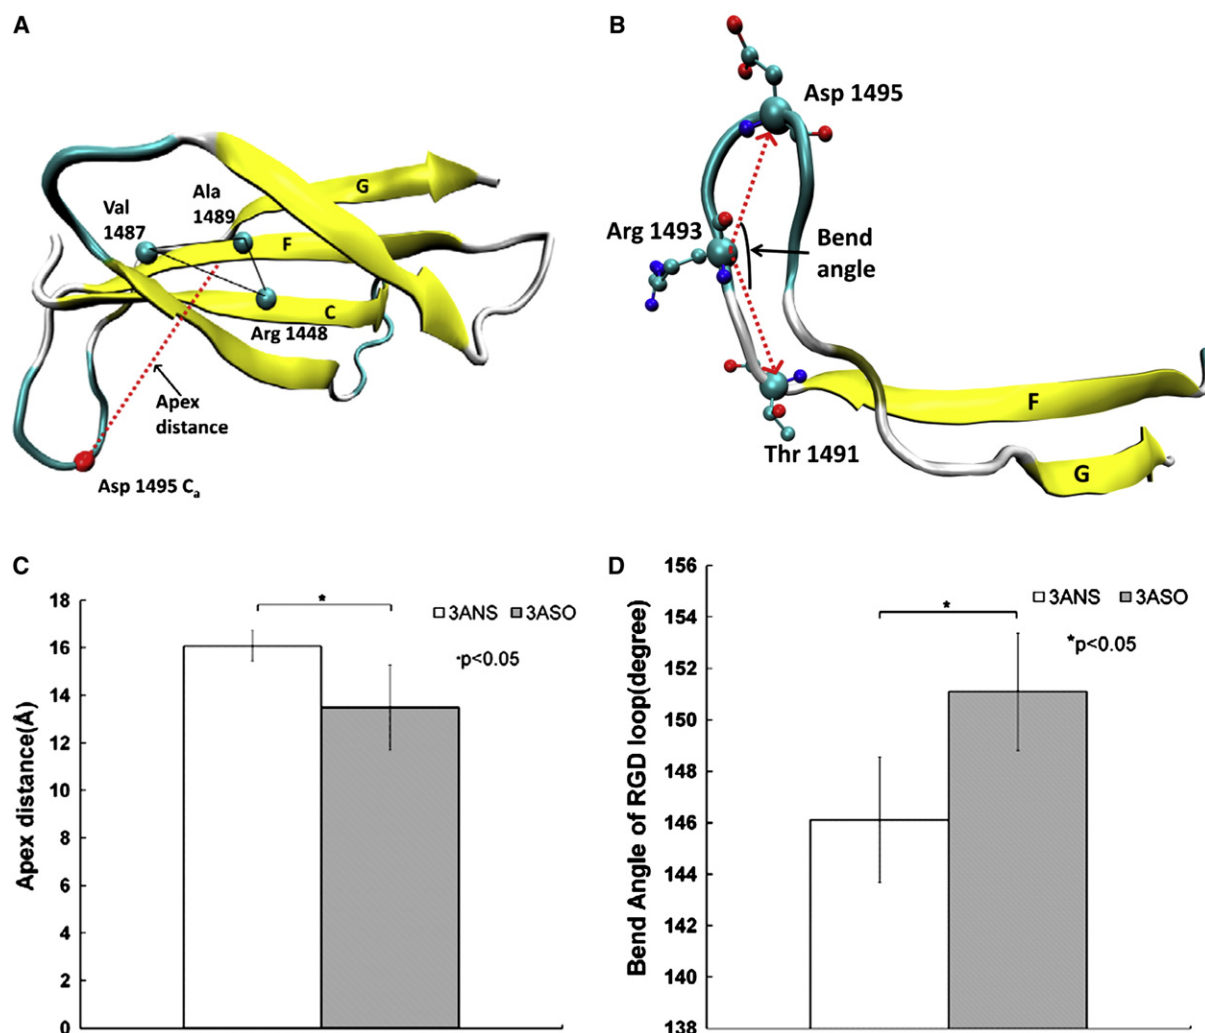 A
Val
1487
Ala
1489
G
F
C
Arg 1448
Apex
distance
Asp 1495 Ca
B
Asp 1495
Arg 1493
Bend
angle
Thr 1491
F
G
C
Apex distance(Å)
18
16
14
12
10
8
6
4
2
0
*
3ANS 3ASO
*p<0.05
D
Bend Angle of RGD loop(degree)
156
154
152
150
148
146
144
142
140
138
*
3ANS 3ASO
*p<0.05